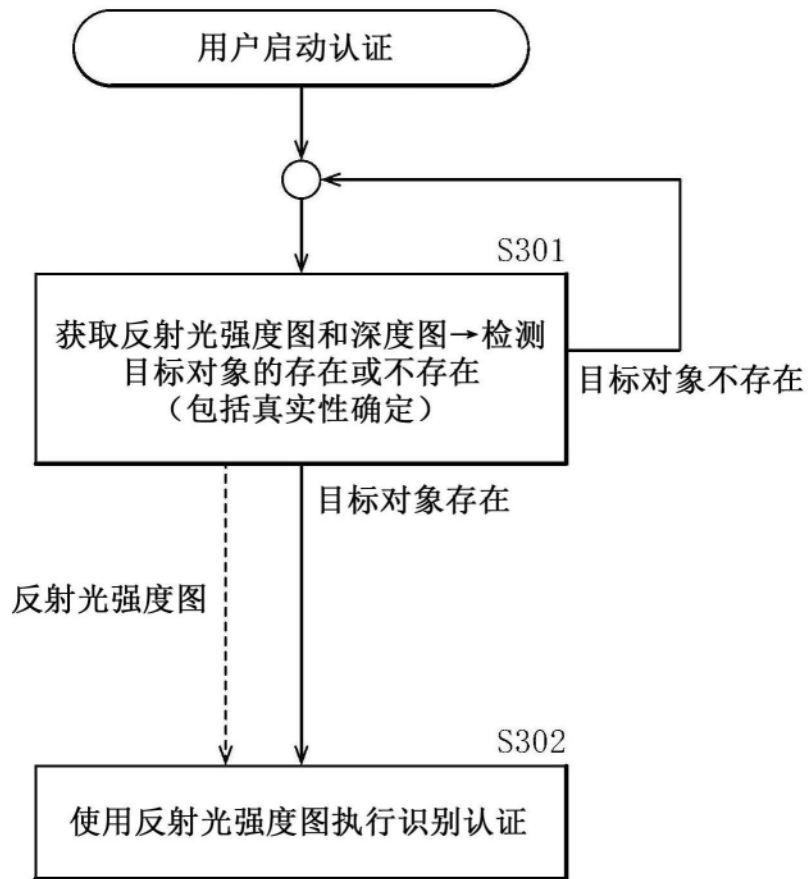 用户启动认证
S301
获取反射光强度图和深度图→检测
目标对象的存在或不存在
（包括真实性确定）
目标对象不存在
目标对象存在
反射光强度图
S302
使用反射光强度图执行识别认证